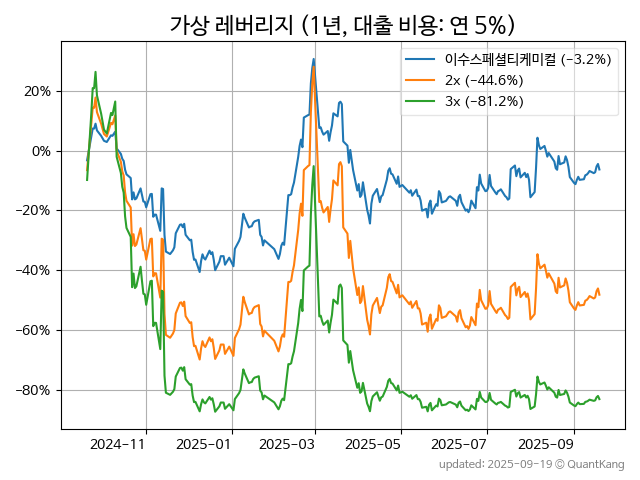 가상 레버리지 (1년, 대출 비용: 연 5%)
이수스페셜티케미컬 (−3.2%)
2x (−44.6%)
3x (−81.2%)
20%
0%
−20%
−40%
−60%
−80%
2024-11
2025-01
2025-03
2025-05
2025-07
2025-09
updated: 2025-09-19 © QuantKang